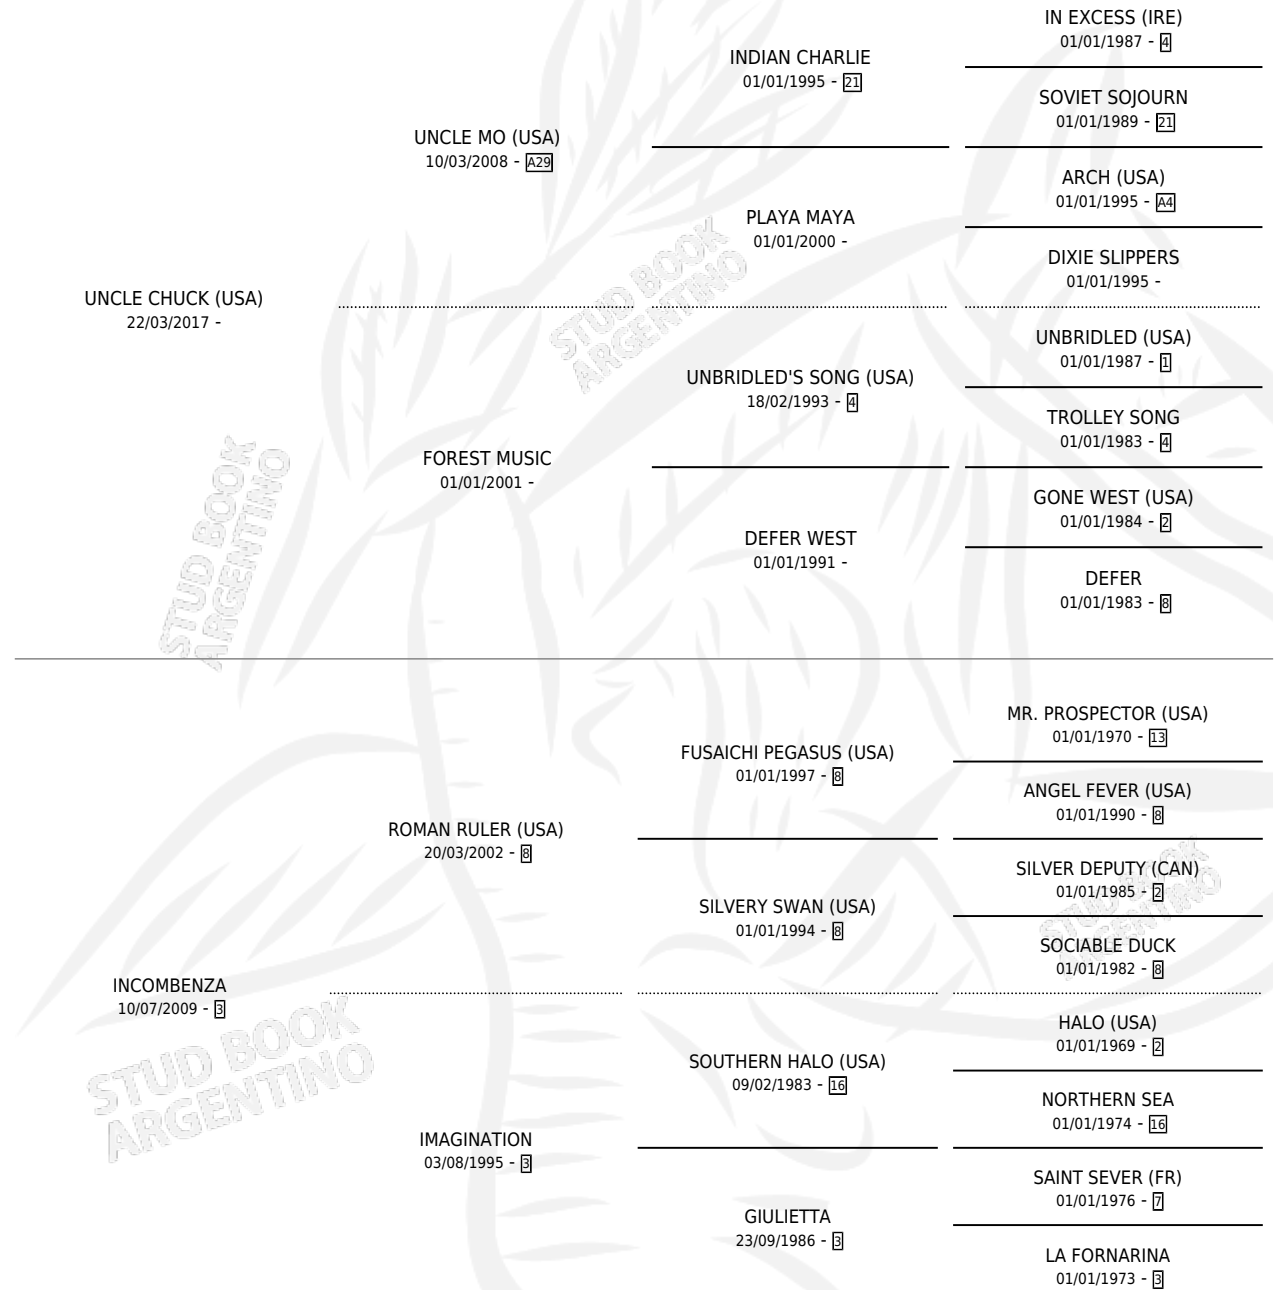 IN EXCESS (IRE)
01/01/1987 - 4
INDIAN CHARLIE
01/01/1995 - 21
SOVIET SOJOURN
01/01/1989 - 21
UNCLE MO (USA)
10/03/2008 - A29
ARCH (USA)
01/01/1995 - A4
PLAYA MAYA
01/01/2000 -
DIXIE SLIPPERS
01/01/1995 -
UNCLE CHUCK (USA)
22/03/2017 -
UNBRIDLED (USA)
01/01/1987 - 1
UNBRIDLED'S SONG (USA)
18/02/1993 - 4
TROLLEY SONG
01/01/1983 - 4
FOREST MUSIC
01/01/2001 -
GONE WEST (USA)
01/01/1984 - 2
DEFER WEST
01/01/1991 -
DEFER
01/01/1983 - 8
MR. PROSPECTOR (USA)
01/01/1970 - 13
FUSAICHI PEGASUS (USA)
01/01/1997 - 8
ANGEL FEVER (USA)
01/01/1990 - 8
ROMAN RULER (USA)
20/03/2002 - 8
SILVER DEPUTY (CAN)
01/01/1985 - 2
SILVERY SWAN (USA)
01/01/1994 - 8
SOCIABLE DUCK
01/01/1982 - 8
INCOMBENZA
10/07/2009 - 3
HALO (USA)
01/01/1969 - 2
SOUTHERN HALO (USA)
09/02/1983 - 16
NORTHERN SEA
01/01/1974 - 16
IMAGINATION
03/08/1995 - 3
SAINT SEVER (FR)
01/01/1976 - 7
GIULIETTA
23/09/1986 - 3
LA FORNARINA
01/01/1973 - 3
STUD BOOK
ARGENTINO
STUD BOOK
ARGENTINO
STUD BOOK
ARGENTINO
STUD BOOK
ARGENTINO